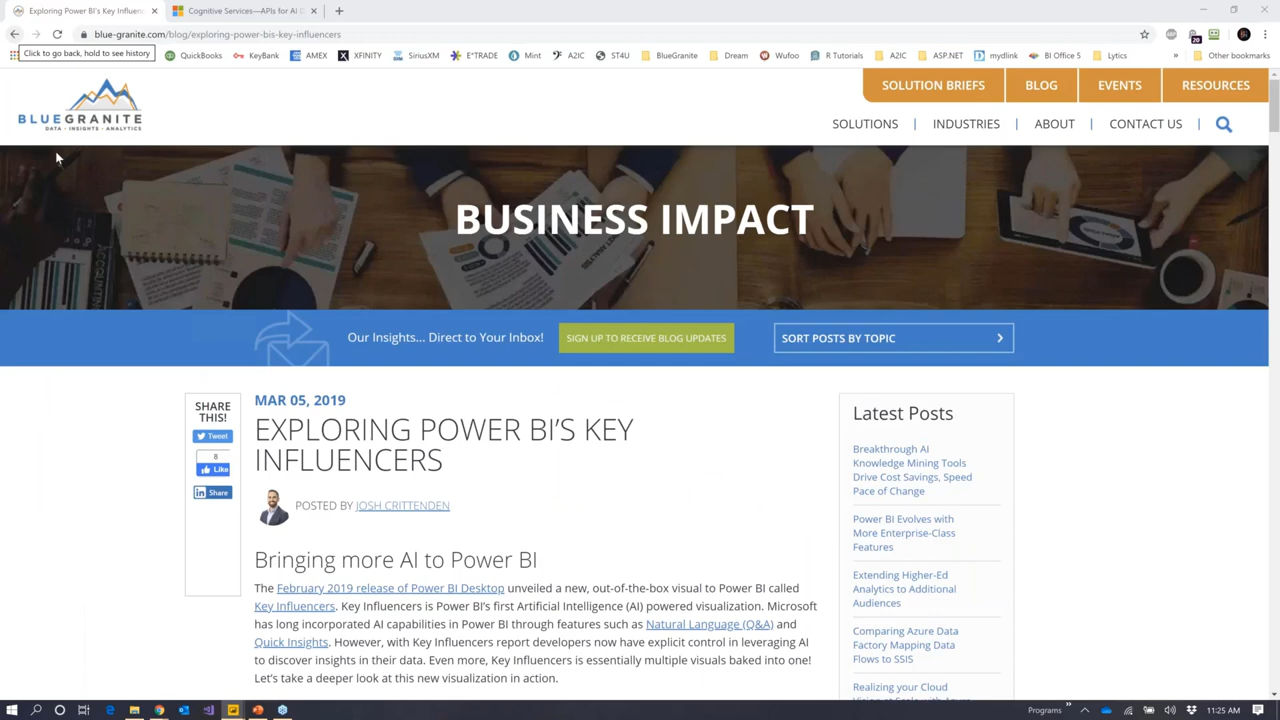 Exploring Power BI's Key Influenc
Cognitive Services—APIs for AI D
blue-granite.com/blog/exploring-power-bis-key-influencers
Click to go back, hold to see history
QuickBooks
KeyBank
AMEX
XFINITY
SiriusXM
E*TRADE
Mint
A2IC
ST4U
BlueGranite
Dream
Wufoo
R Tutorials
A2IC
ASP.NET
mydlink
BI Office 5
Lytics
»
Other bookmarks
20
BLUEGRANITE
DATA · INSIGHTS · ANALYTICS
SOLUTION BRIEFS
BLOG
EVENTS
RESOURCES
SOLUTIONS | INDUSTRIES | ABOUT | CONTACT US |
BUSINESS IMPACT
Our Insights... Direct to Your Inbox!
SIGN UP TO RECEIVE BLOG UPDATES
SORT POSTS BY TOPIC
SHARE
THIS!
Tweet
8
Like
in Share
MAR 05, 2019
EXPLORING POWER BI'S KEY
INFLUENCERS
POSTED BY JOSH CRITTENDEN
Bringing more AI to Power BI
The February 2019 release of Power BI Desktop unveiled a new, out-of-the-box visual to Power BI called
Key Influencers. Key Influencers is Power BI's first Artificial Intelligence (AI) powered visualization. Microsoft
has long incorporated AI capabilities in Power BI through features such as Natural Language (Q&A) and
Quick Insights. However, with Key Influencers report developers now have explicit control in leveraging AI
to discover insights in their data. Even more, Key Influencers is essentially multiple visuals baked into one!
Let's take a deeper look at this new visualization in action.
Latest Posts
Breakthrough AI
Knowledge Mining Tools
Drive Cost Savings, Speed
Pace of Change
Power BI Evolves with
More Enterprise-Class
Features
Extending Higher-Ed
Analytics to Additional
Audiences
Comparing Azure Data
Factory Mapping Data
Flows to SSIS
Realizing your Cloud
Programs
»
11:25 AM